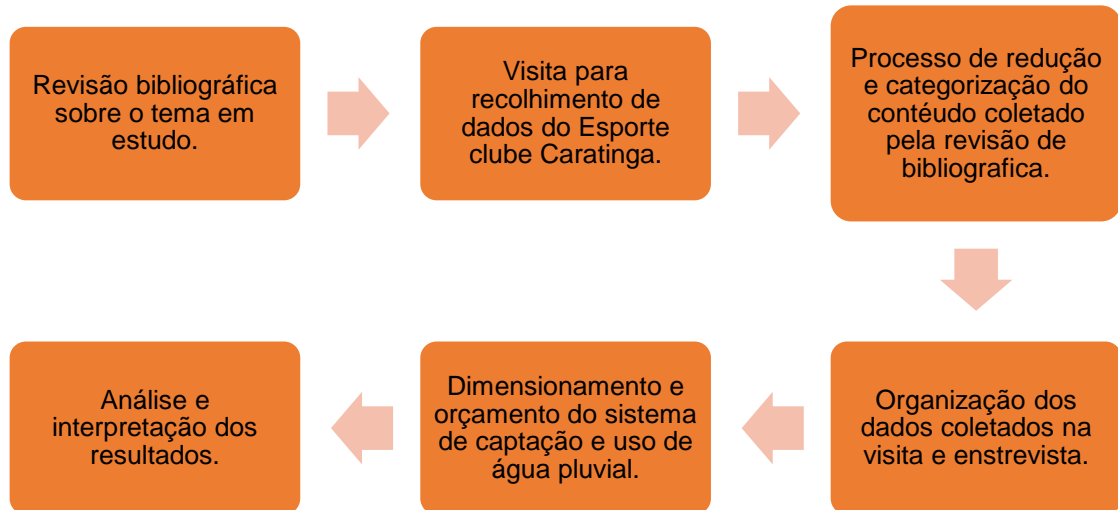 Revisão bibliográfica
sobre o tema em
estudo.
Visita para
recolhimento de
dados do Esporte
clube Caratinga.
Processo de redução
e categorização do
contéudo coletado
pela revisão de
bibliografica.
Organização dos
dados coletados na
visita e enstrevista.
Dimensionamento e
orçamento do sistema
de captação e uso de
água pluvial.
Análise e
interpretação dos
resultados.